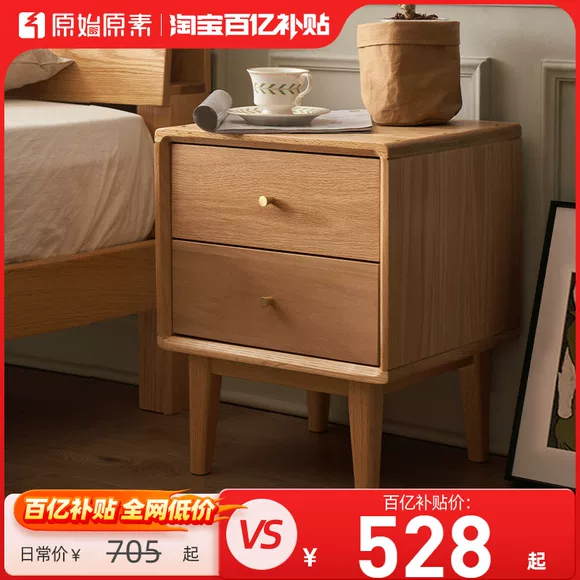 原始原素 淘宝百亿补贴
百亿补贴 全网低价
日常价¥ 705 起
VS
百亿补贴价:
¥ 528 起